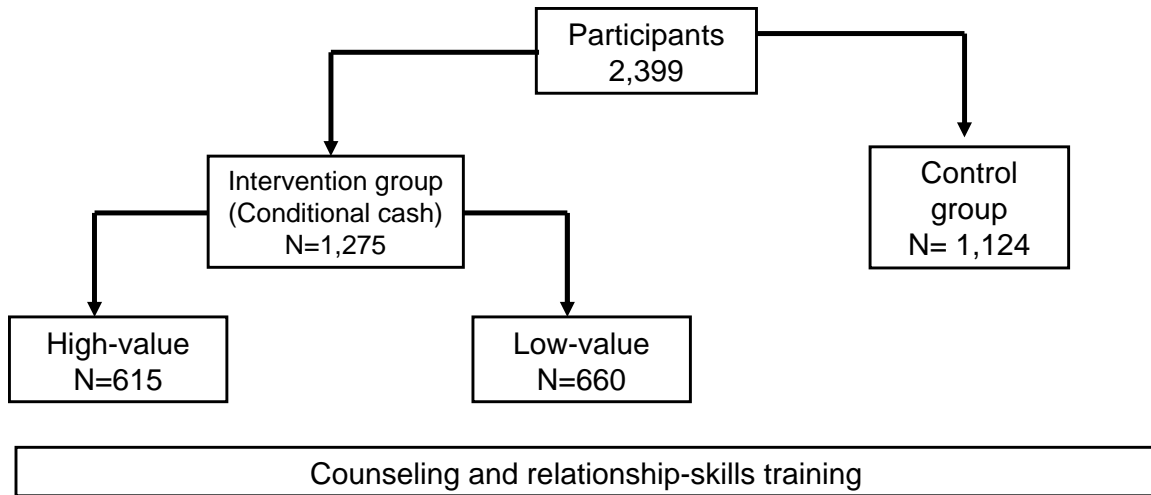 Participants
2,399
Intervention group
(Conditional cash)
N=1,275
Control
group
N= 1,124
High-value
N=615
Low-value
N=660
Counseling and relationship-skills training